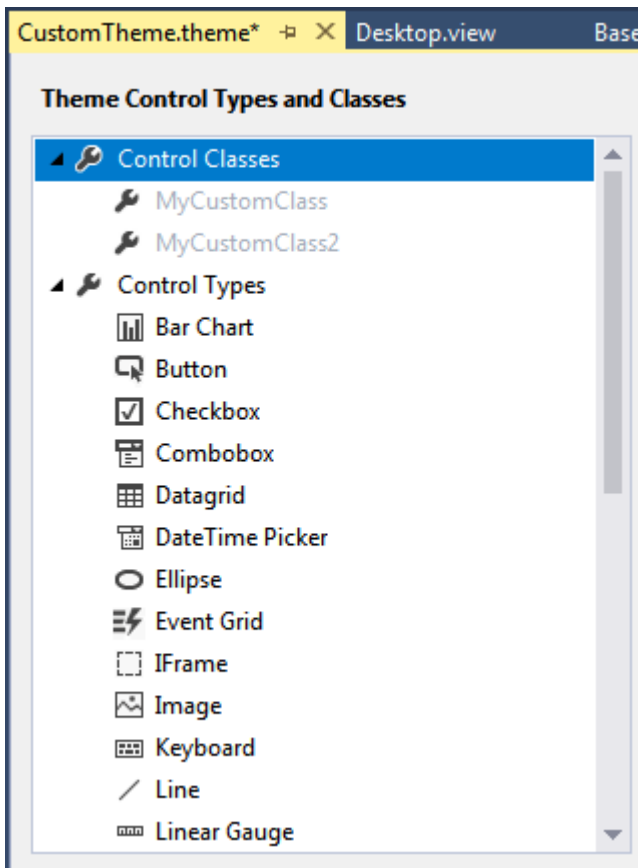 CustomTheme.theme* Desktop.view Base
Theme Control Types and Classes
Control Classes
MyCustomClass
MyCustomClass2
Control Types
Bar Chart
Button
Checkbox
Combobox
Datagrid
DateTime Picker
Ellipse
Event Grid
IFrame
Image
Keyboard
Line
Linear Gauge